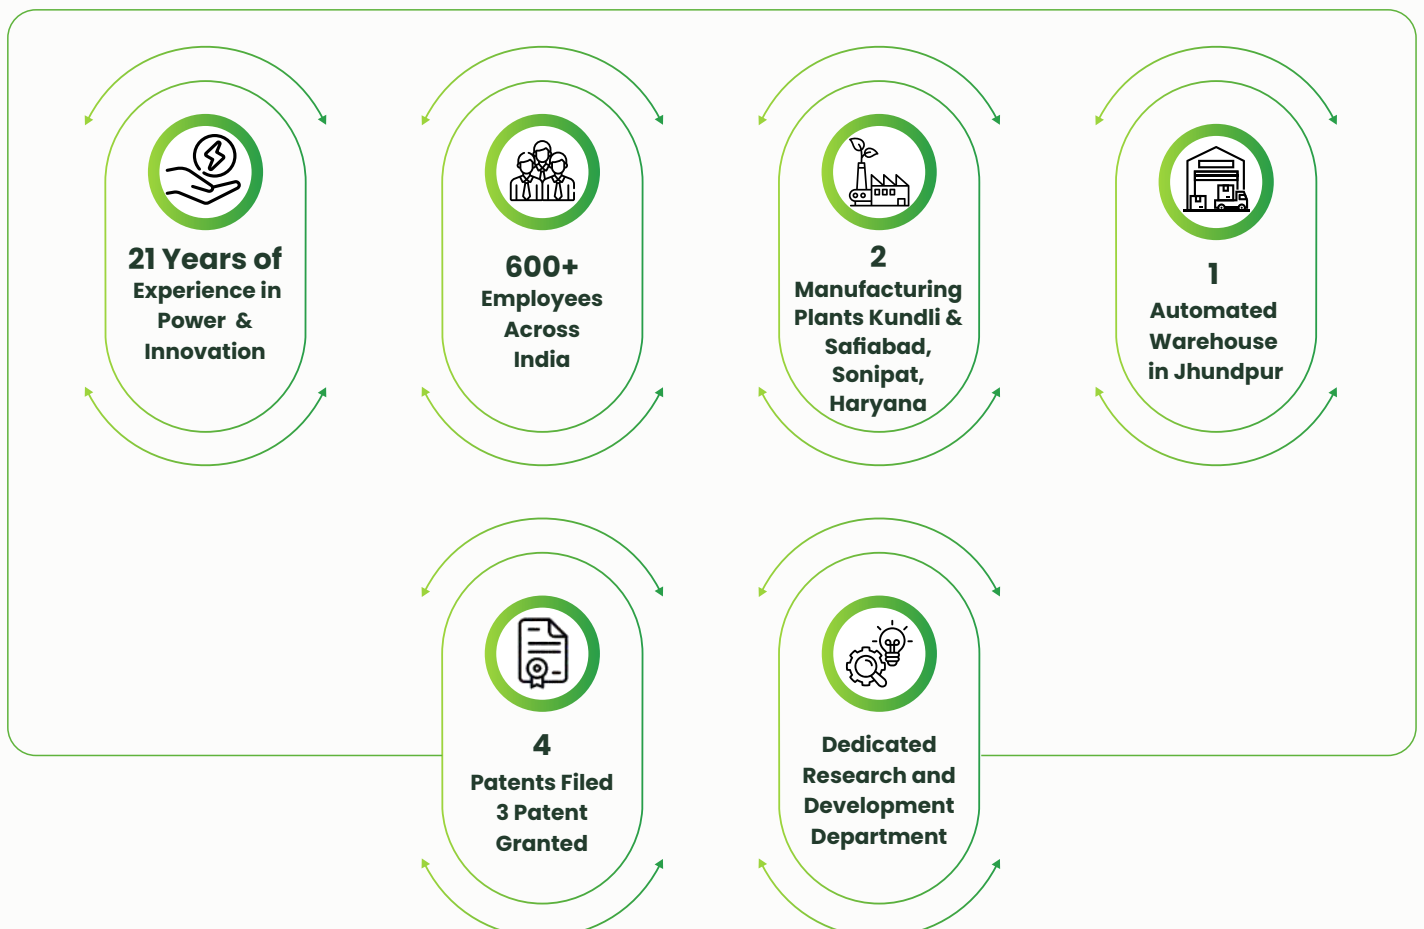 21 Years of
Experience in
Power &
Innovation
600+
Employees
Across
India
2
Manufacturing
Plants Kundli &
Safiabad,
Sonipat,
Haryana
1
Automated
Warehouse
in Jhundpur
4
Patents Filed
3 Patent
Granted
Dedicated
Research and
Development
Department